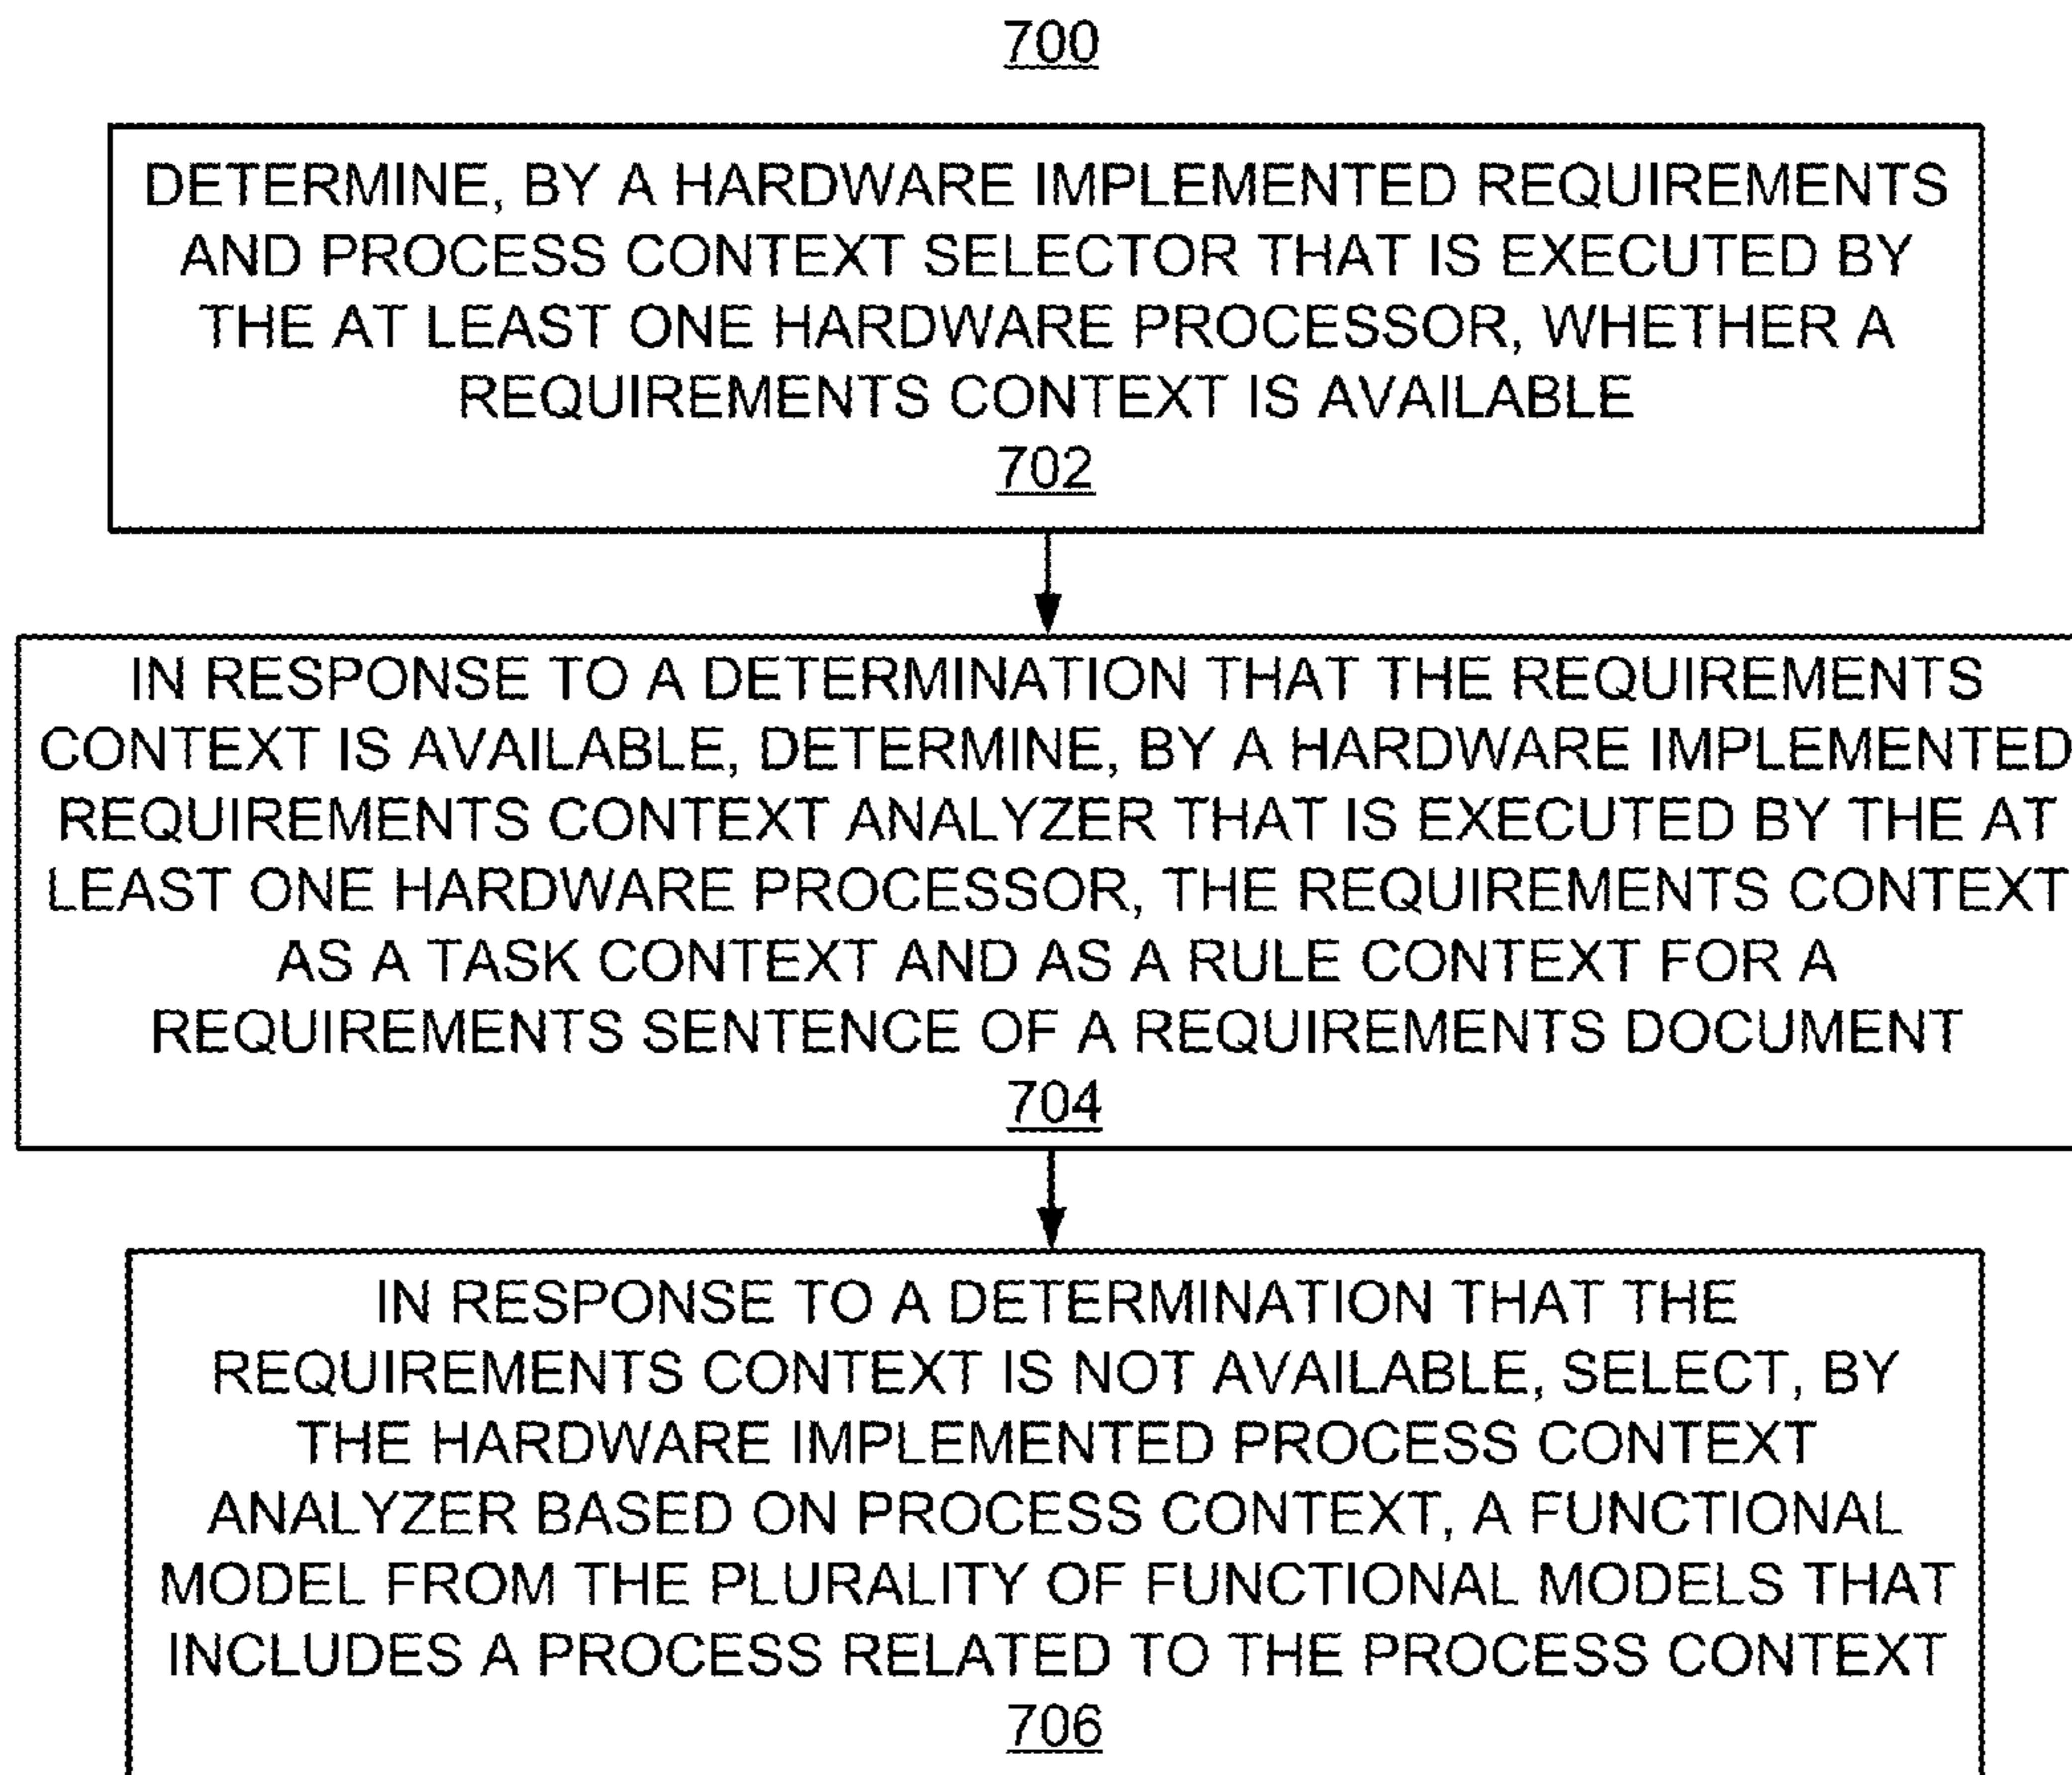 700
DETERMINE, BY A HARDWARE IMPLEMENTED REQUIREMENTS
AND PROCESS CONTEXT SELECTOR THAT IS EXECUTED BY
THE AT LEAST ONE HARDWARE PROCESSOR, WHETHER A
REQUIREMENTS CONTEXT IS AVAILABLE
702
IN RESPONSE TO A DETERMINATION THAT THE REQUIREMENTS
CONTEXT IS AVAILABLE, DETERMINE, BY A HARDWARE IMPLEMENTED
REQUIREMENTS CONTEXT ANALYZER THAT IS EXECUTED BY THE AT
LEAST ONE HARDWARE PROCESSOR, THE REQUIREMENTS CONTEXT
AS A TASK CONTEXT AND AS A RULE CONTEXT FOR A
REQUIREMENTS SENTENCE OF A REQUIREMENTS DOCUMENT
704
IN RESPONSE TO A DETERMINATION THAT THE
REQUIREMENTS CONTEXT IS NOT AVAILABLE, SELECT, BY
THE HARDWARE IMPLEMENTED PROCESS CONTEXT
ANALYZER BASED ON PROCESS CONTEXT, A FUNCTIONAL
MODEL FROM THE PLURALITY OF FUNCTIONAL MODELS THAT
INCLUDES A PROCESS RELATED TO THE PROCESS CONTEXT
706